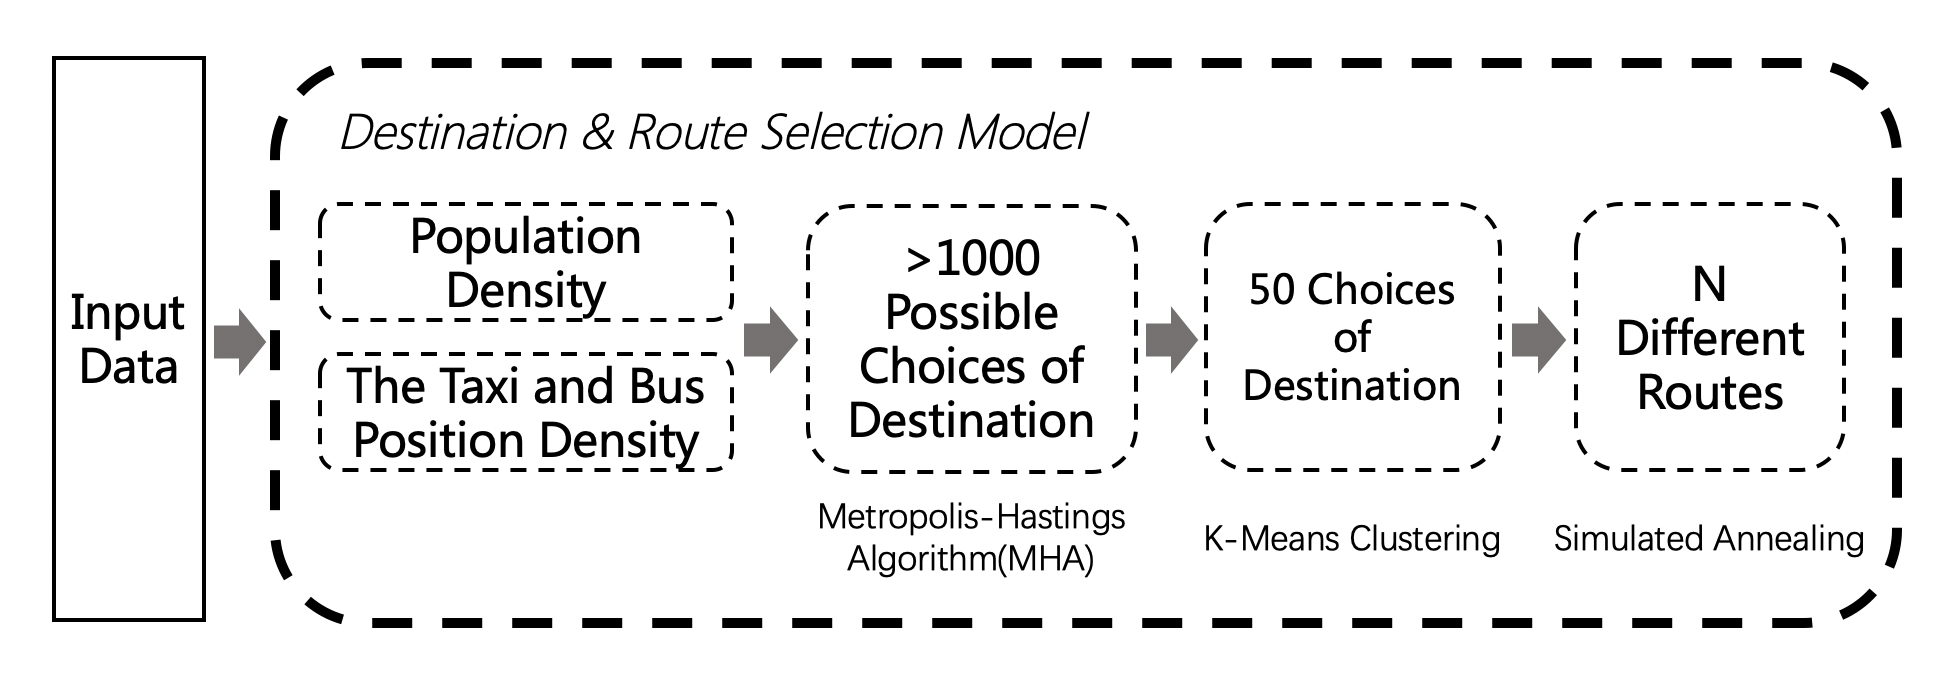 Input
Data
Destination & Route Selection Model
Population
Density
The Taxi and Bus
Position Density
>1000
Possible
Choices of
Destination
Metropolis-Hastings
Algorithm(MHA)
50 Choices
of
Destination
K-Means Clustering
N
Different
Routes
Simulated Annealing